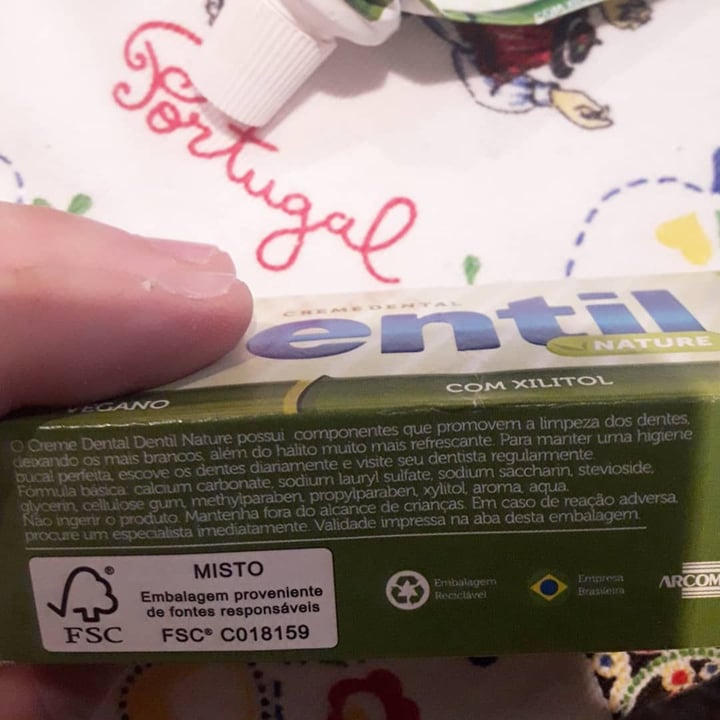 Portugal
CREME DENTAL
entil
NATURE
COM XILITOL
VEGANO
O Creme Dental Dentil Nature possui componentes que promovem a limpeza dos dentes,
deixando os mais brancos, além do hálito muito mais refrescante. Para manter uma higiene
bucal perfeita, escove os dentes diariamente e visite seu dentista regularmente.
Fórmula básica: calcium carbonate, sodium lauryl sulfate, sodium saccharin, stevioside,
glycerin, cellulose gum, methylparaben, propylparaben, xylitol, aroma, aqua.
Não ingerir o produto. Mantenha fora do alcance de crianças. Em caso de reação adversa
procure um especialista imediatamente. Validade impressa na aba desta embalagem.
MISTO
Embalagem proveniente
de fontes responsáveis
FSC® C018159
FSC
Embalagem
Reciclável
Empresa
Brasileira
ARCOM